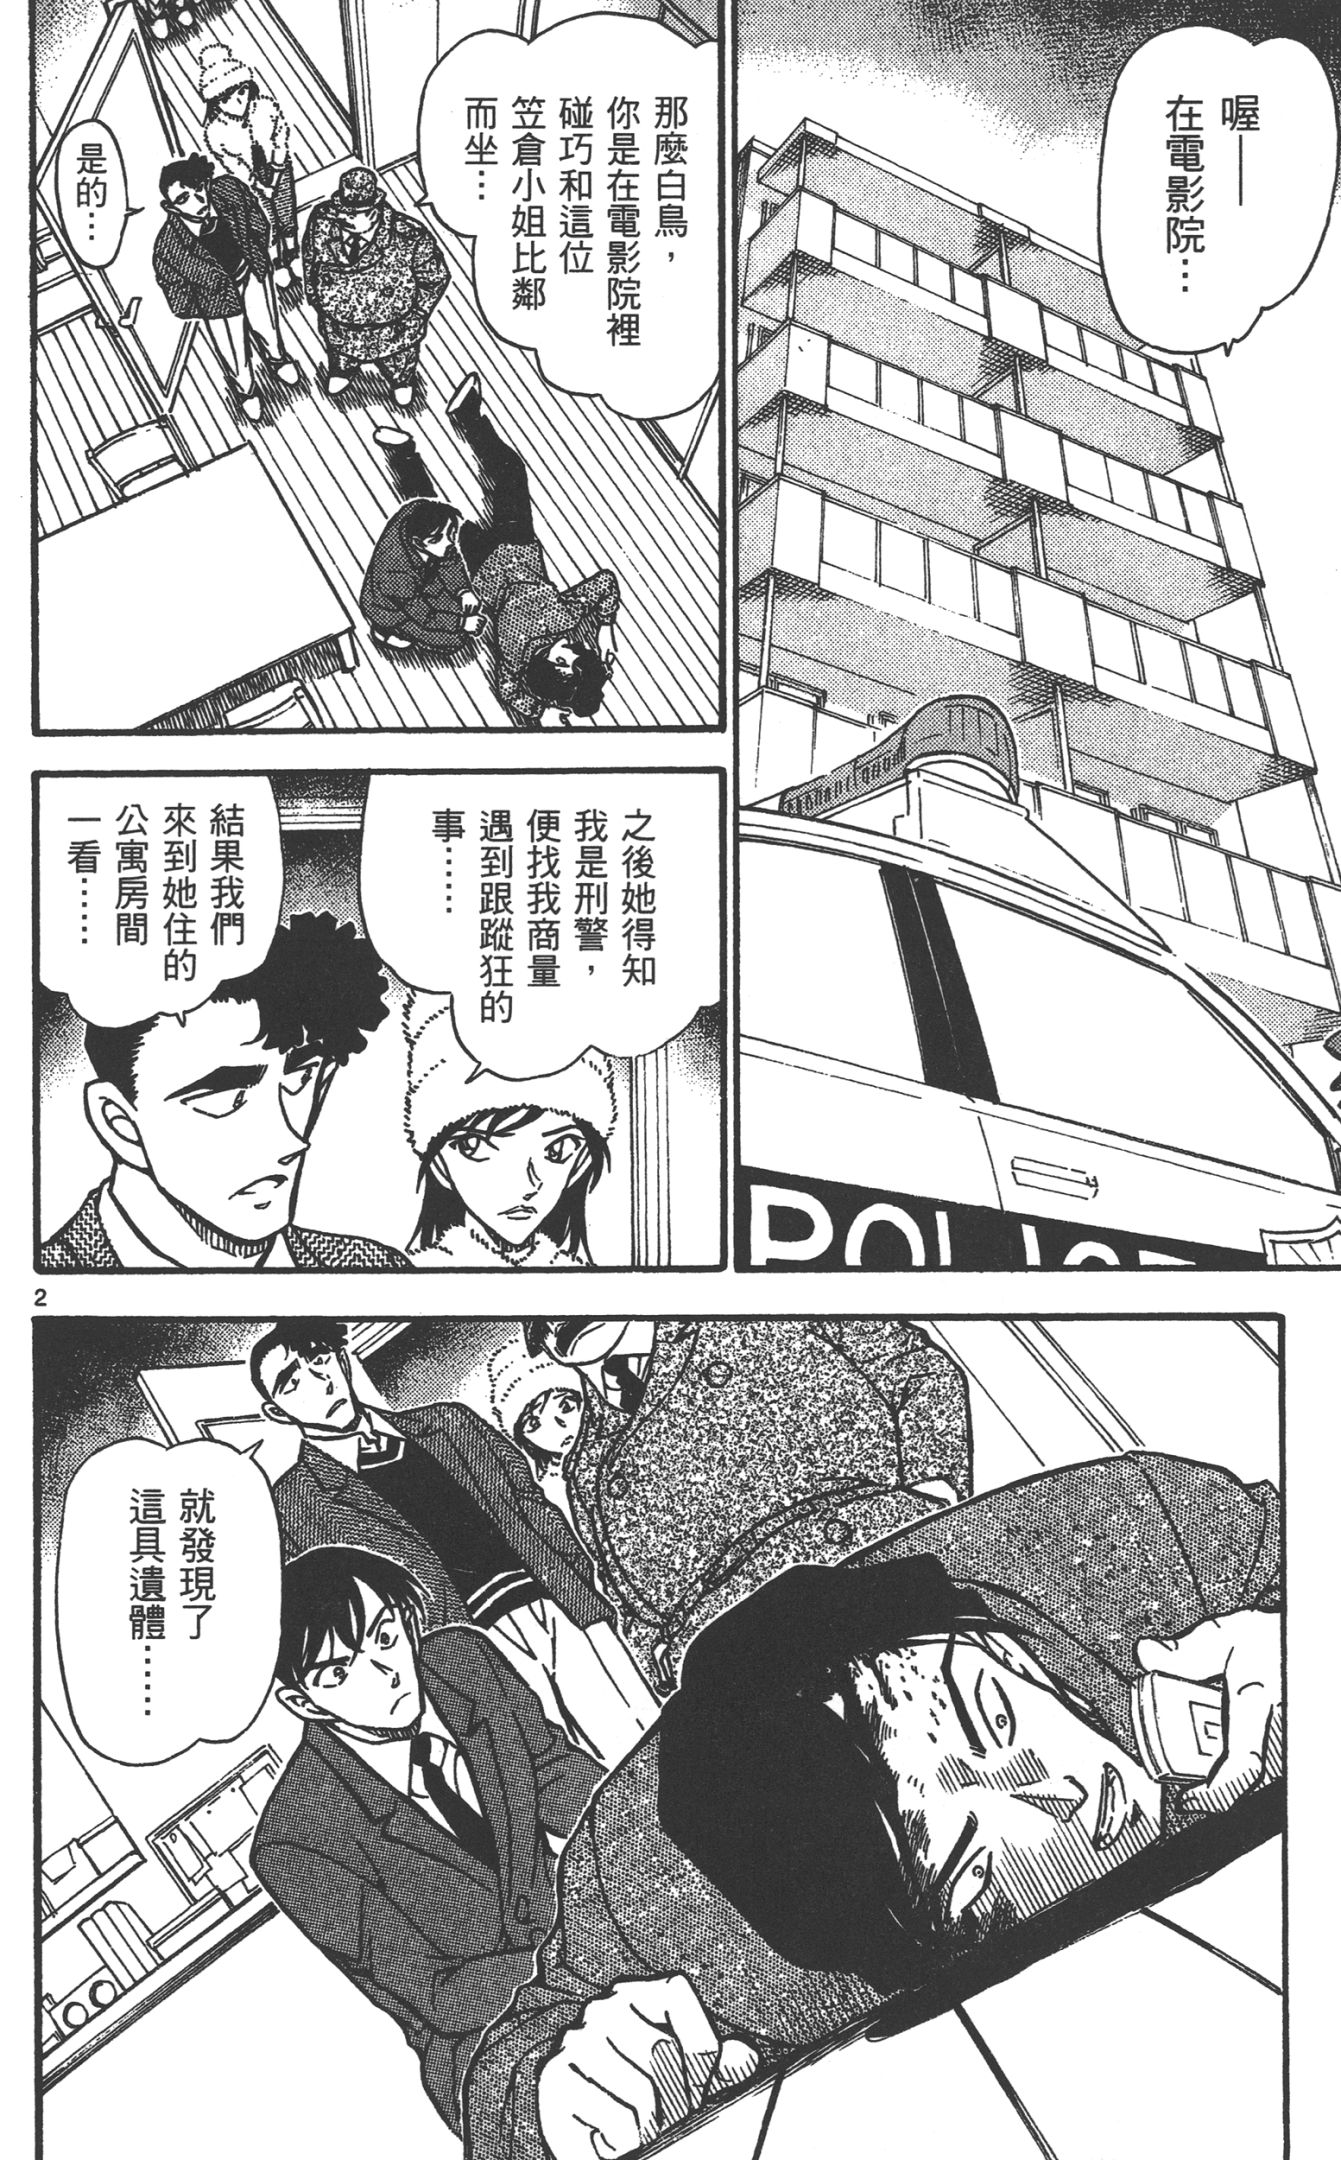 喔——
在電影院…
POLICE
那麼白鳥，
你是在電影院裡
碰巧和這位
笠倉小姐比鄰
而坐…
是的…
之後她得知
我是刑警，
便找我商量
遇到跟蹤狂的
事……
結果我們
來到她住的
公寓房間
一看……
2
就發現了
這具遺體……